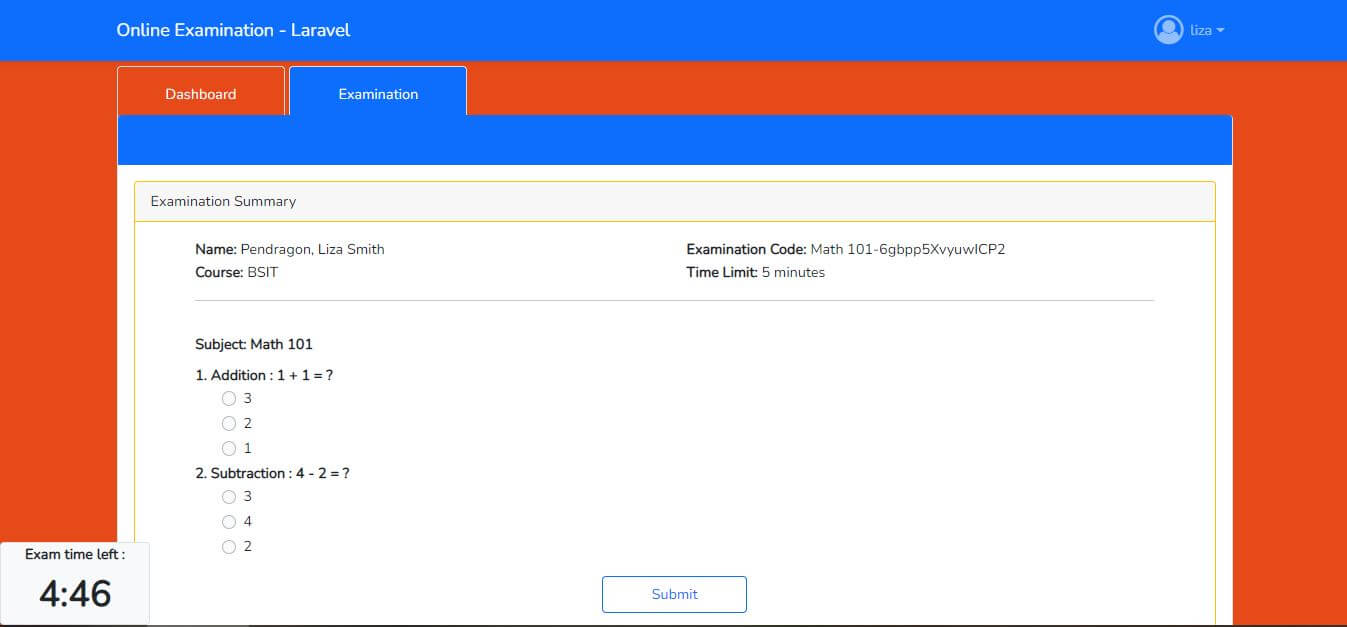 Online Examination - Laravel
liza
Dashboard
Examination
Examination Summary
Name: Pendragon, Liza Smith
Examination Code: Math 101-6gbpp5XvyuwICP2
Course: BSIT
Time Limit: 5 minutes
Subject: Math 101
1. Addition : 1 + 1 = ?
3
2
1
2. Subtraction : 4 - 2 = ?
3
4
2
Exam time left :
4:46
Submit